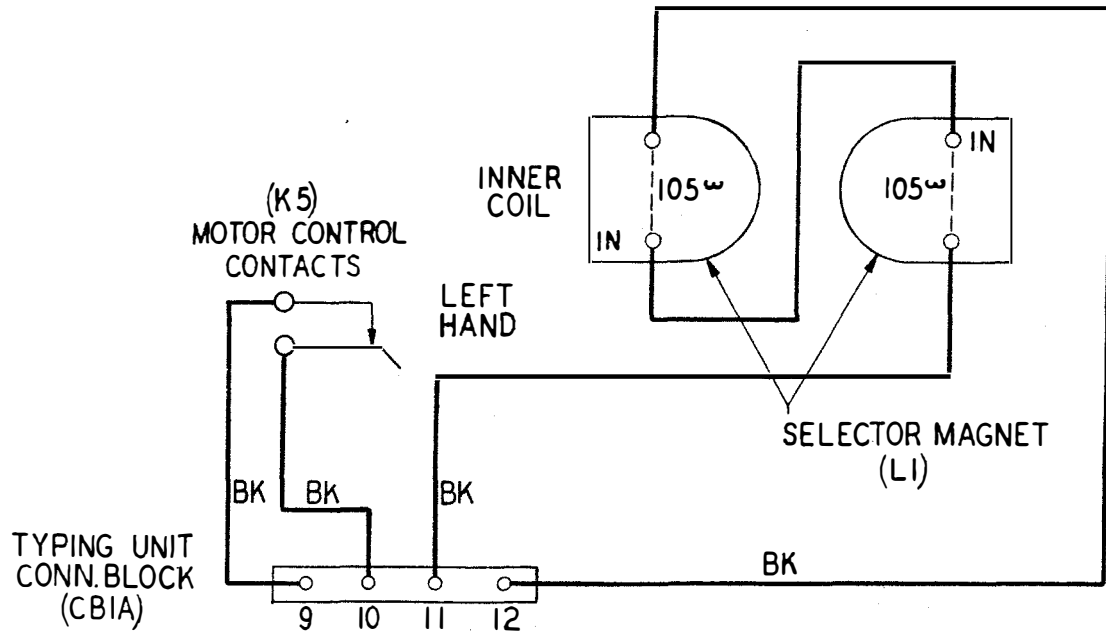 INNER
COIL
105ω
IN
IN
105ω
(K5)
MOTOR CONTROL
CONTACTS
LEFT
HAND
SELECTOR MAGNET
(L1)
BK
BK
BK
BK
TYPING UNIT
CONN. BLOCK
(CB1A)
9 10 11 12